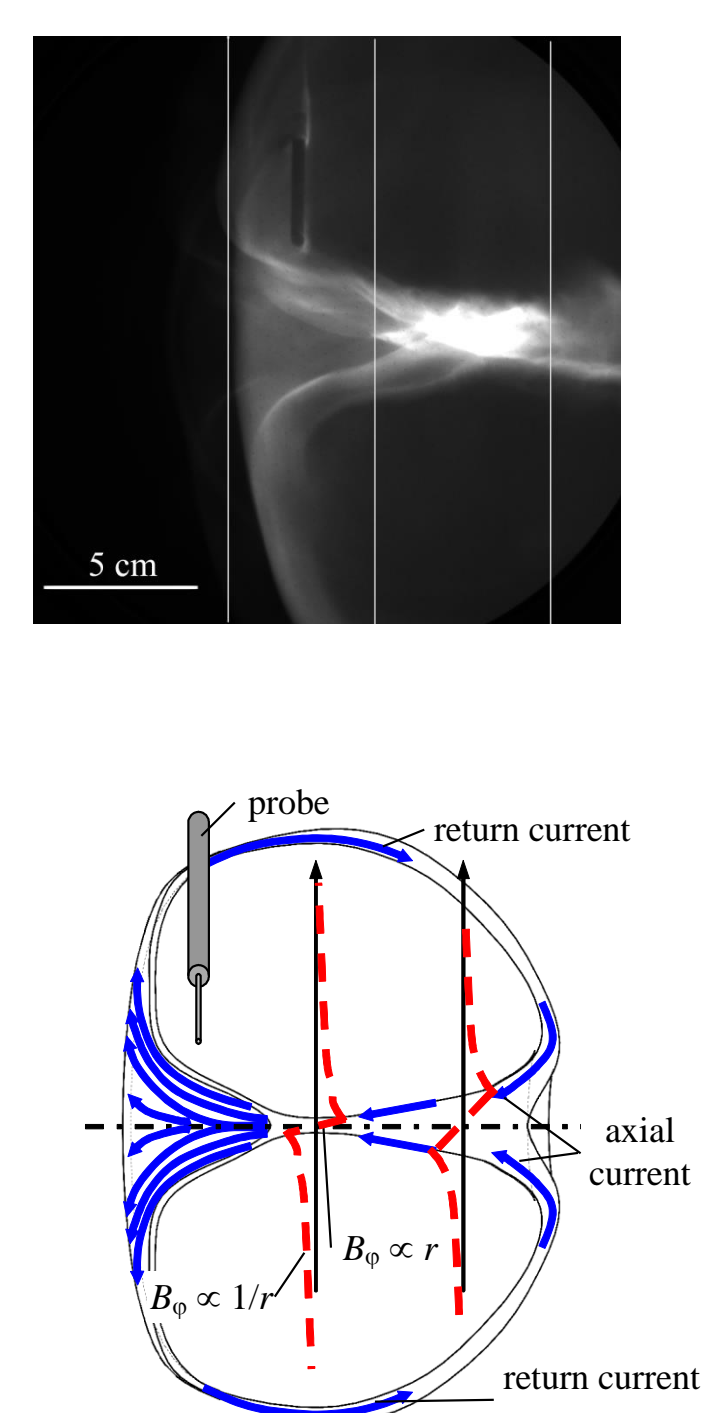 5 cm
probe
return current
axial
current
Bφ ∝ r
Bφ ∝ 1/r
return current